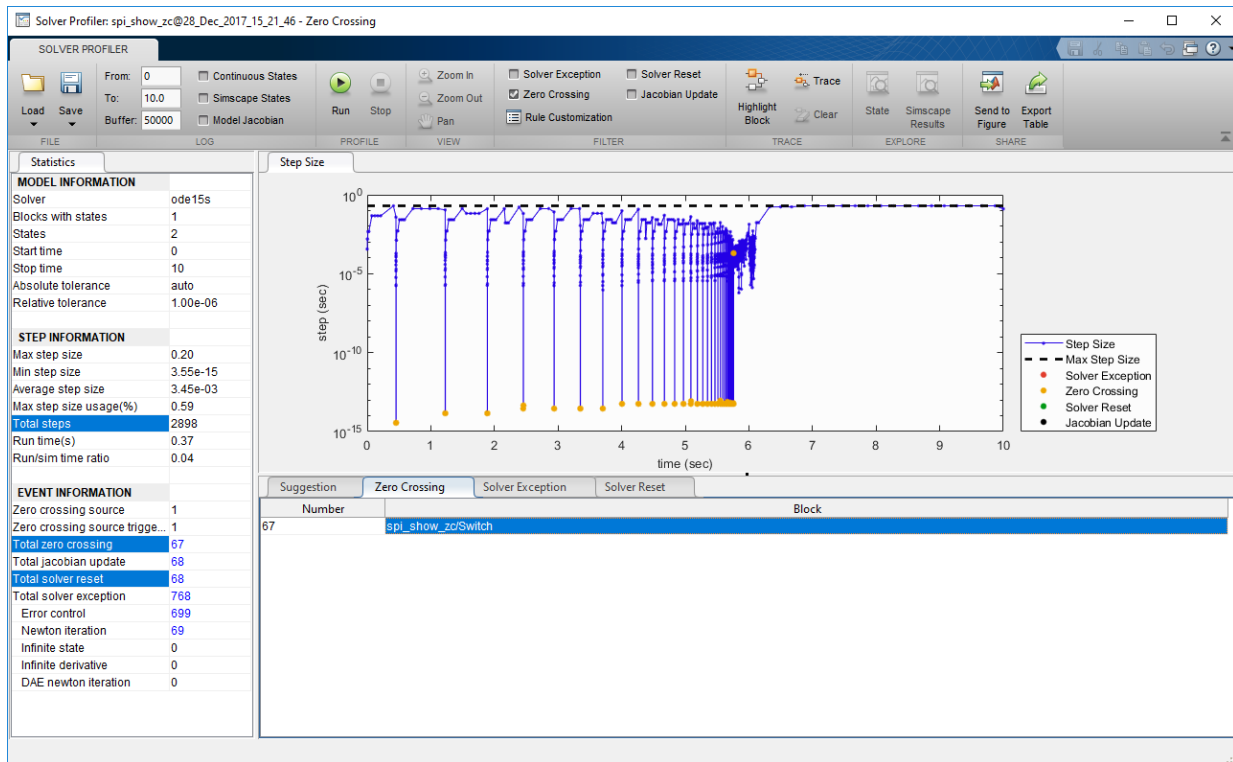 Solver Profiler: spi_show_zc@28_Dec_2017_15_21_46 - Zero Crossing
SOLVER PROFILER
Load
Save
FILE
From: 0
To: 10.0
Buffer: 50000
Continuous States
Simscape States
Model Jacobian
LOG
Run
Stop
PROFILE
Zoom In
Zoom Out
Pan
VIEW
Solver Exception
Zero Crossing
Rule Customization
Solver Reset
Jacobian Update
FILTER
Highlight
Block
Trace
Clear
TRACE
State
Simscape
Results
EXPLORE
Send to
Figure
Export
Table
SHARE
Statistics
MODEL INFORMATION
Solver ode15s
Blocks with states 1
States 2
Start time 0
Stop time 10
Absolute tolerance auto
Relative tolerance 1.00e-06
STEP INFORMATION
Max step size 0.20
Min step size 3.55e-15
Average step size 3.45e-03
Max step size usage(%) 0.59
Total steps 2898
Run time(s) 0.37
Run/sim time ratio 0.04
EVENT INFORMATION
Zero crossing source 1
Zero crossing source trigge... 1
Total zero crossing 67
Total jacobian update 68
Total solver reset 68
Total solver exception 768
Error control 699
Newton iteration 69
Infinite state 0
Infinite derivative 0
DAE newton iteration 0
Step Size
step (sec)
10^0
10^-5
10^-10
10^-15
0 1 2 3 4 5 6 7 8 9 10
time (sec)
Step Size
Max Step Size
Solver Exception
Zero Crossing
Solver Reset
Jacobian Update
Suggestion Zero Crossing Solver Exception Solver Reset
Number Block
67 spi_show_zc/Switch